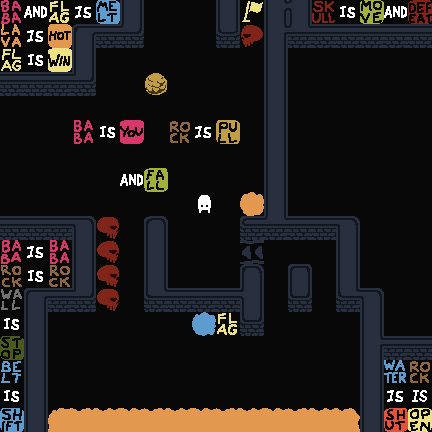 BABA AND FLAG IS MELT
SKULL IS MOVE AND DEFEAT
LAVA IS HOT
FLAG IS WIN
BABA IS YOU
ROCK IS PULL
AND FALL
BABA IS BABA
ROCK IS ROCK
WALL
IS
STOP
FLAG
BELT
IS
SHIFT
WATER ROCK
IS IS
SHUT OPEN